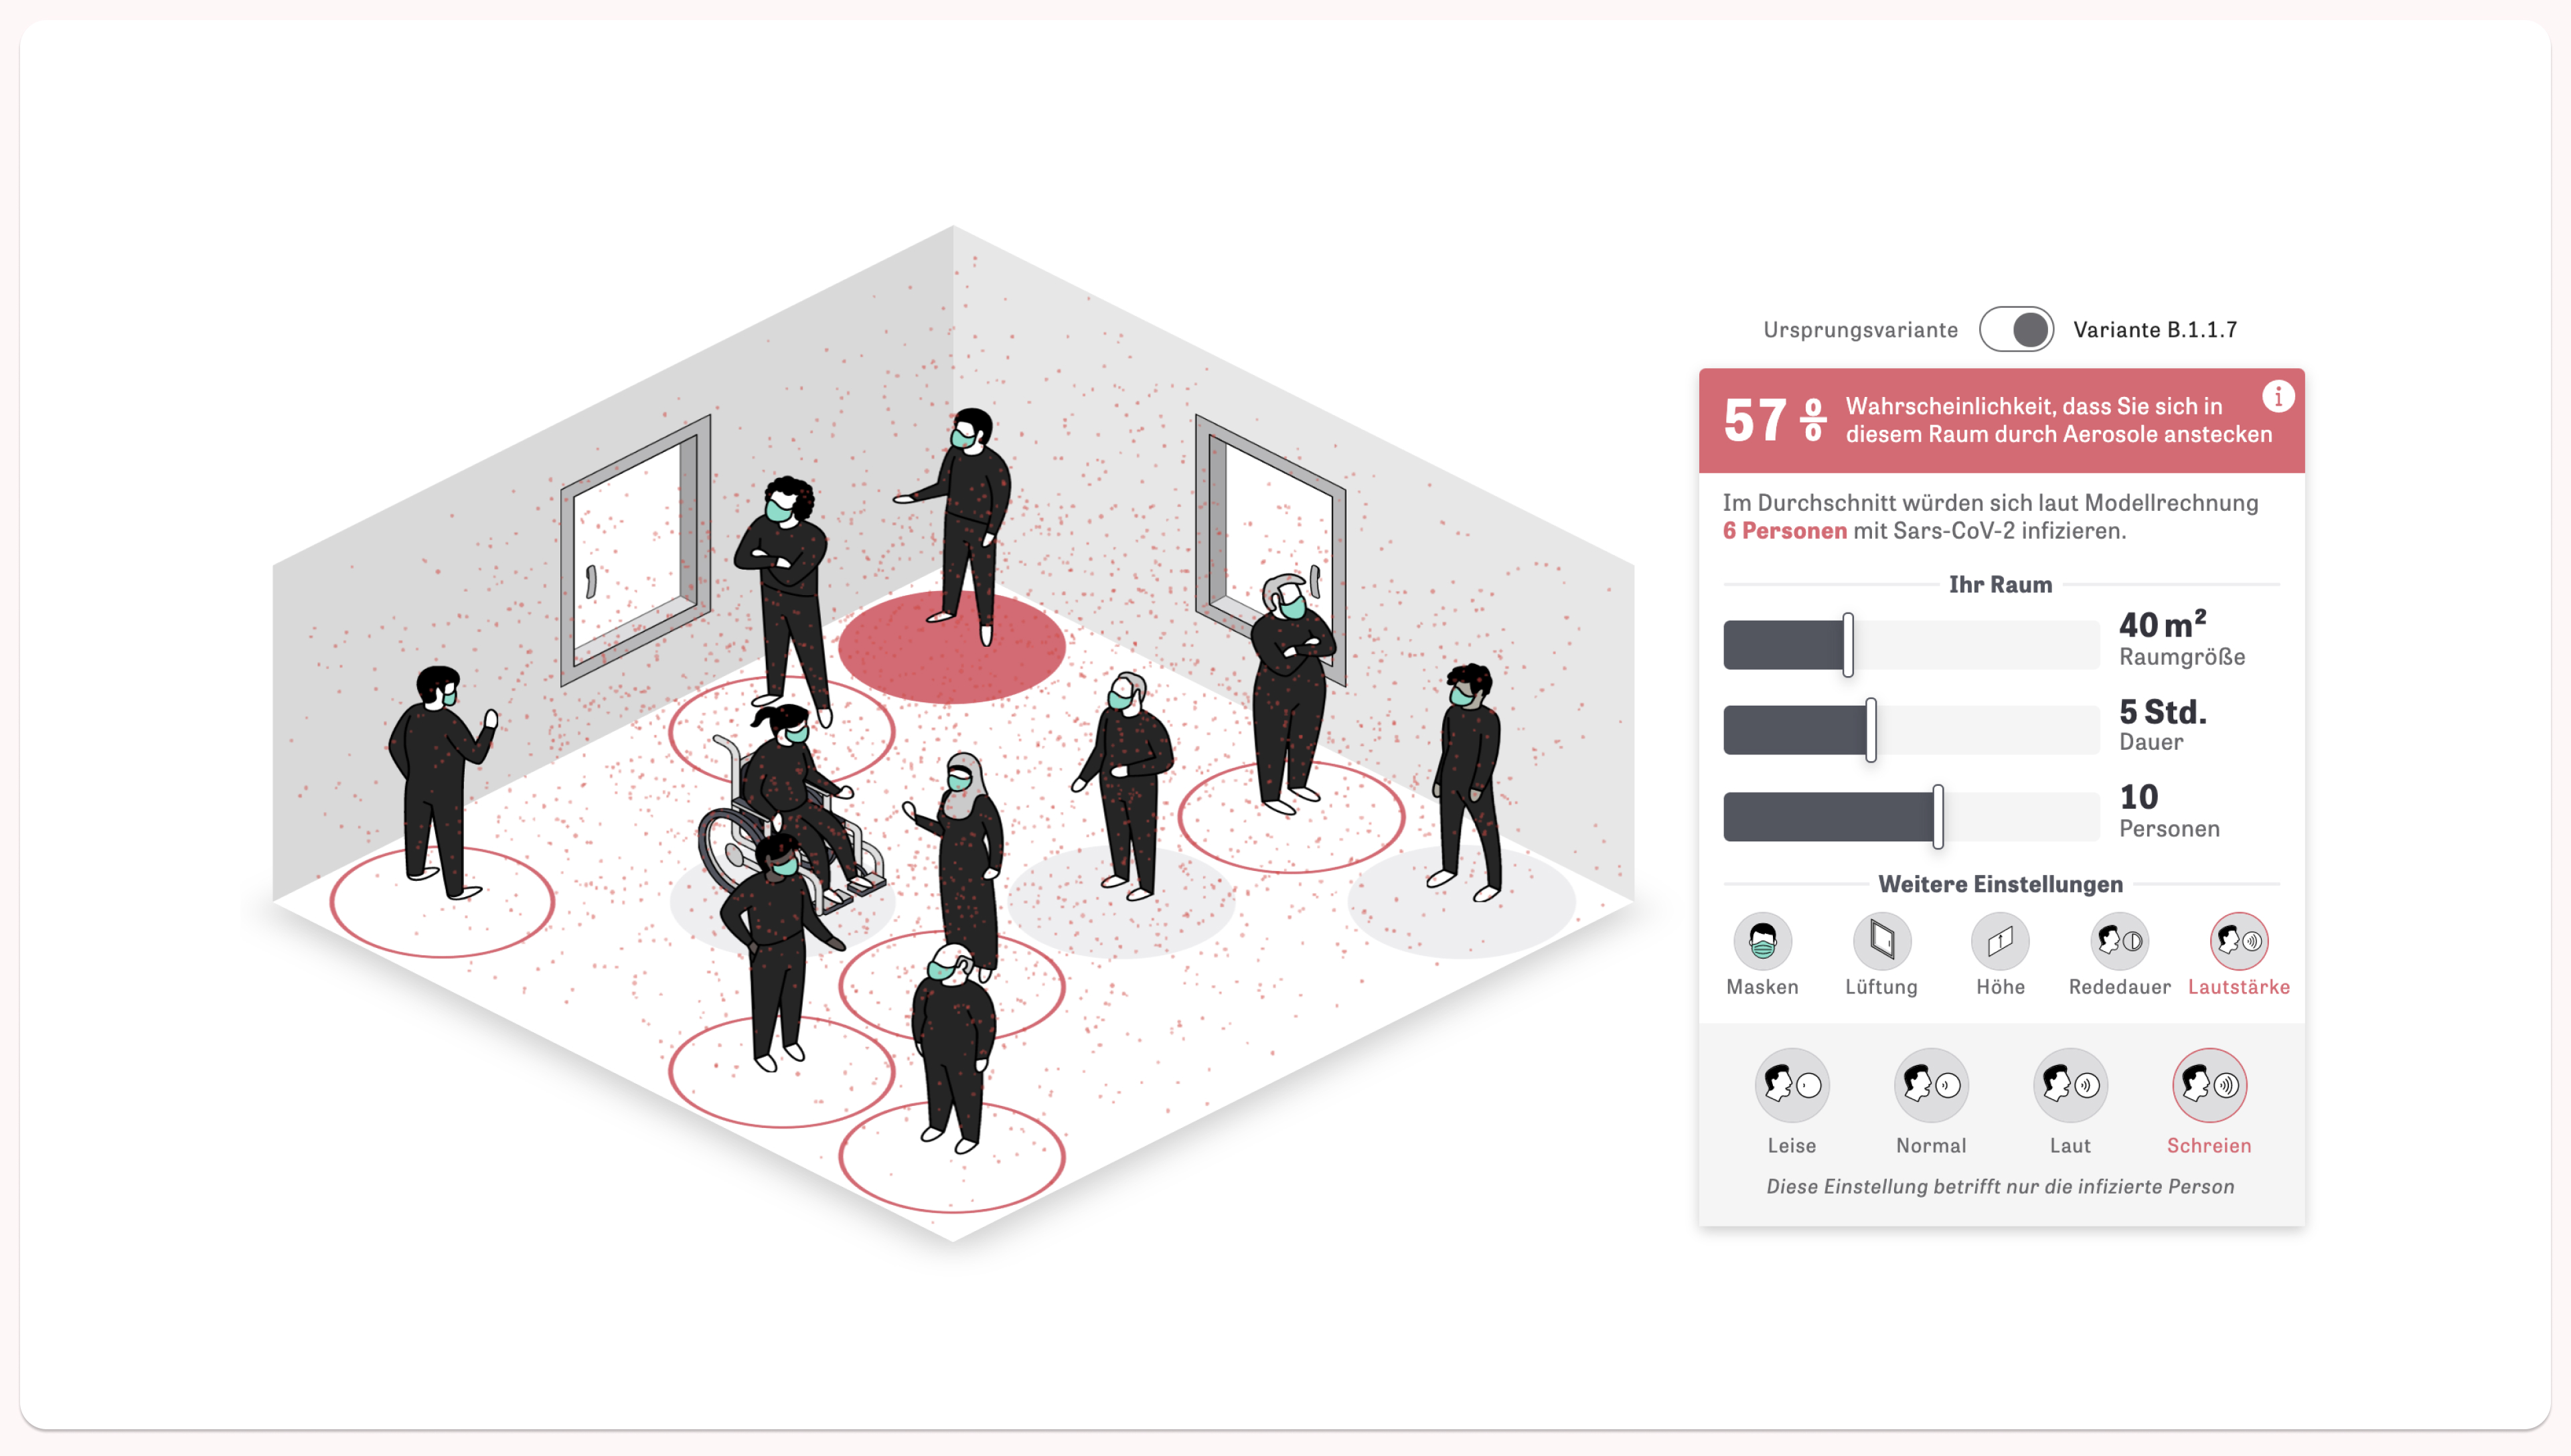 Ursprungsvariante Variante B.1.1.7
57 % Wahrscheinlichkeit, dass Sie sich in
diesem Raum durch Aerosole anstecken
i
Im Durchschnitt würden sich laut Modellrechnung
6 Personen mit Sars-CoV-2 infizieren.
Ihr Raum
40 m²
Raumgröße
5 Std.
Dauer
10
Personen
Weitere Einstellungen
Masken Lüftung Höhe Rededauer Lautstärke
Leise Normal Laut Schreien
Diese Einstellung betrifft nur die infizierte Person